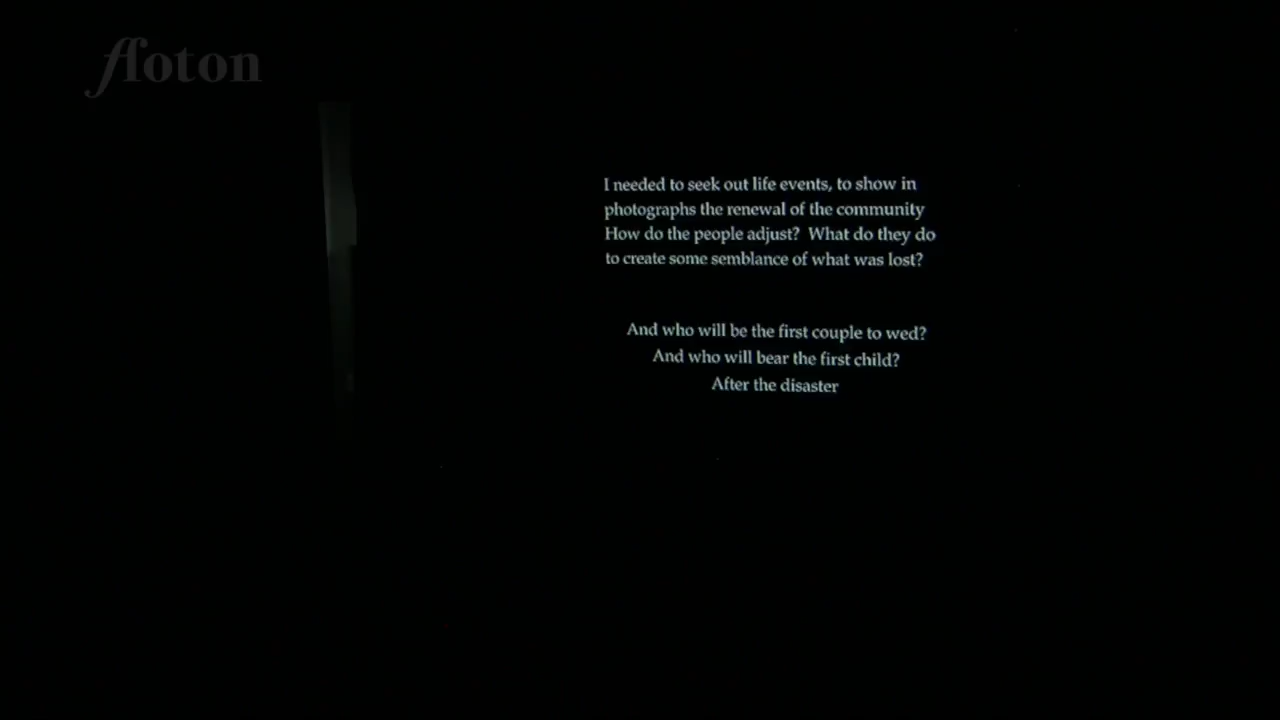 ffoton
I needed to seek out life events, to show in
photographs the renewal of the community
How do the people adjust? What do they do
to create some semblance of what was lost?
And who will be the first couple to wed?
And who will bear the first child?
After the disaster